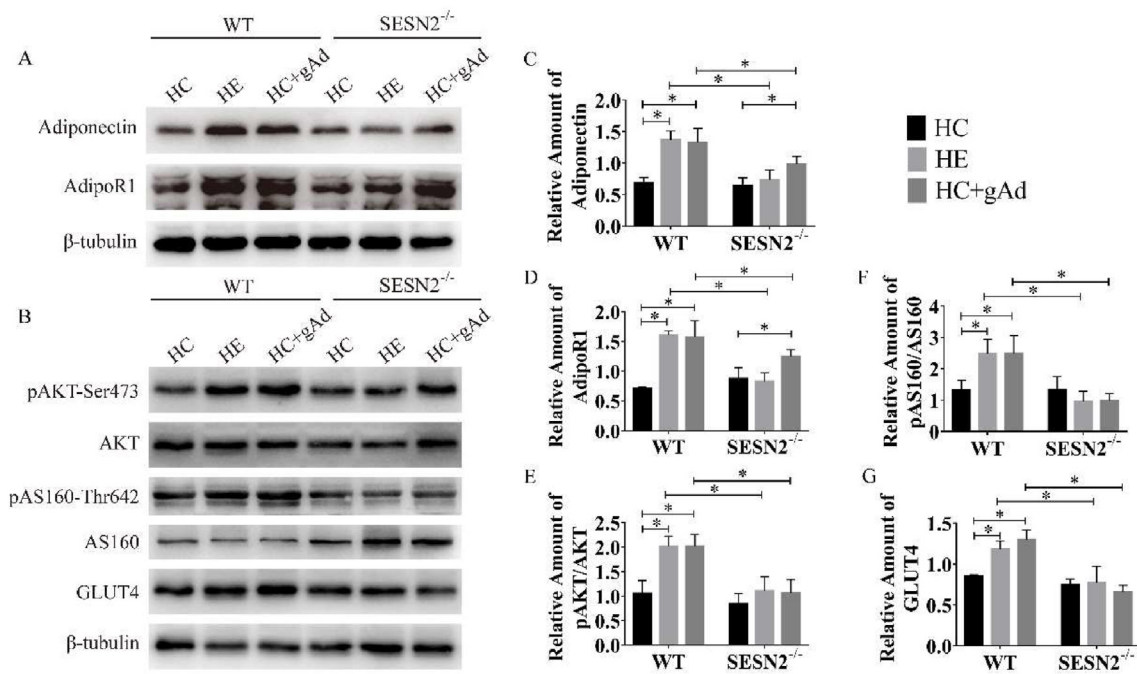 WT SESN2-/-
A
HC HE HC+gAd HC HE HC+gAd
Adiponectin
AdipoR1
β-tubulin
WT SESN2-/-
B
HC HE HC+gAd HC HE HC+gAd
pAKT-Ser473
AKT
pAS160-Thr642
AS160
GLUT4
β-tubulin
C
Relative Amount of
Adiponectin
2.0
1.5
1.0
0.5
0.0
* * * * *
WT SESN2-/-
HC
HE
HC+gAd
D
Relative Amount of
AdipoR1
2.0
1.5
1.0
0.5
0.0
* * * * *
WT SESN2-/-
E
Relative Amount of
pAKT/AKT
2.5
2.0
1.5
1.0
0.5
0.0
* * * *
WT SESN2-/-
F
Relative Amount of
pAS160/AS160
4
3
2
1
0
* * * *
WT SESN2-/-
G
Relative Amount of
GLUT4
1.5
1.0
0.5
0.0
* * * *
WT SESN2-/-